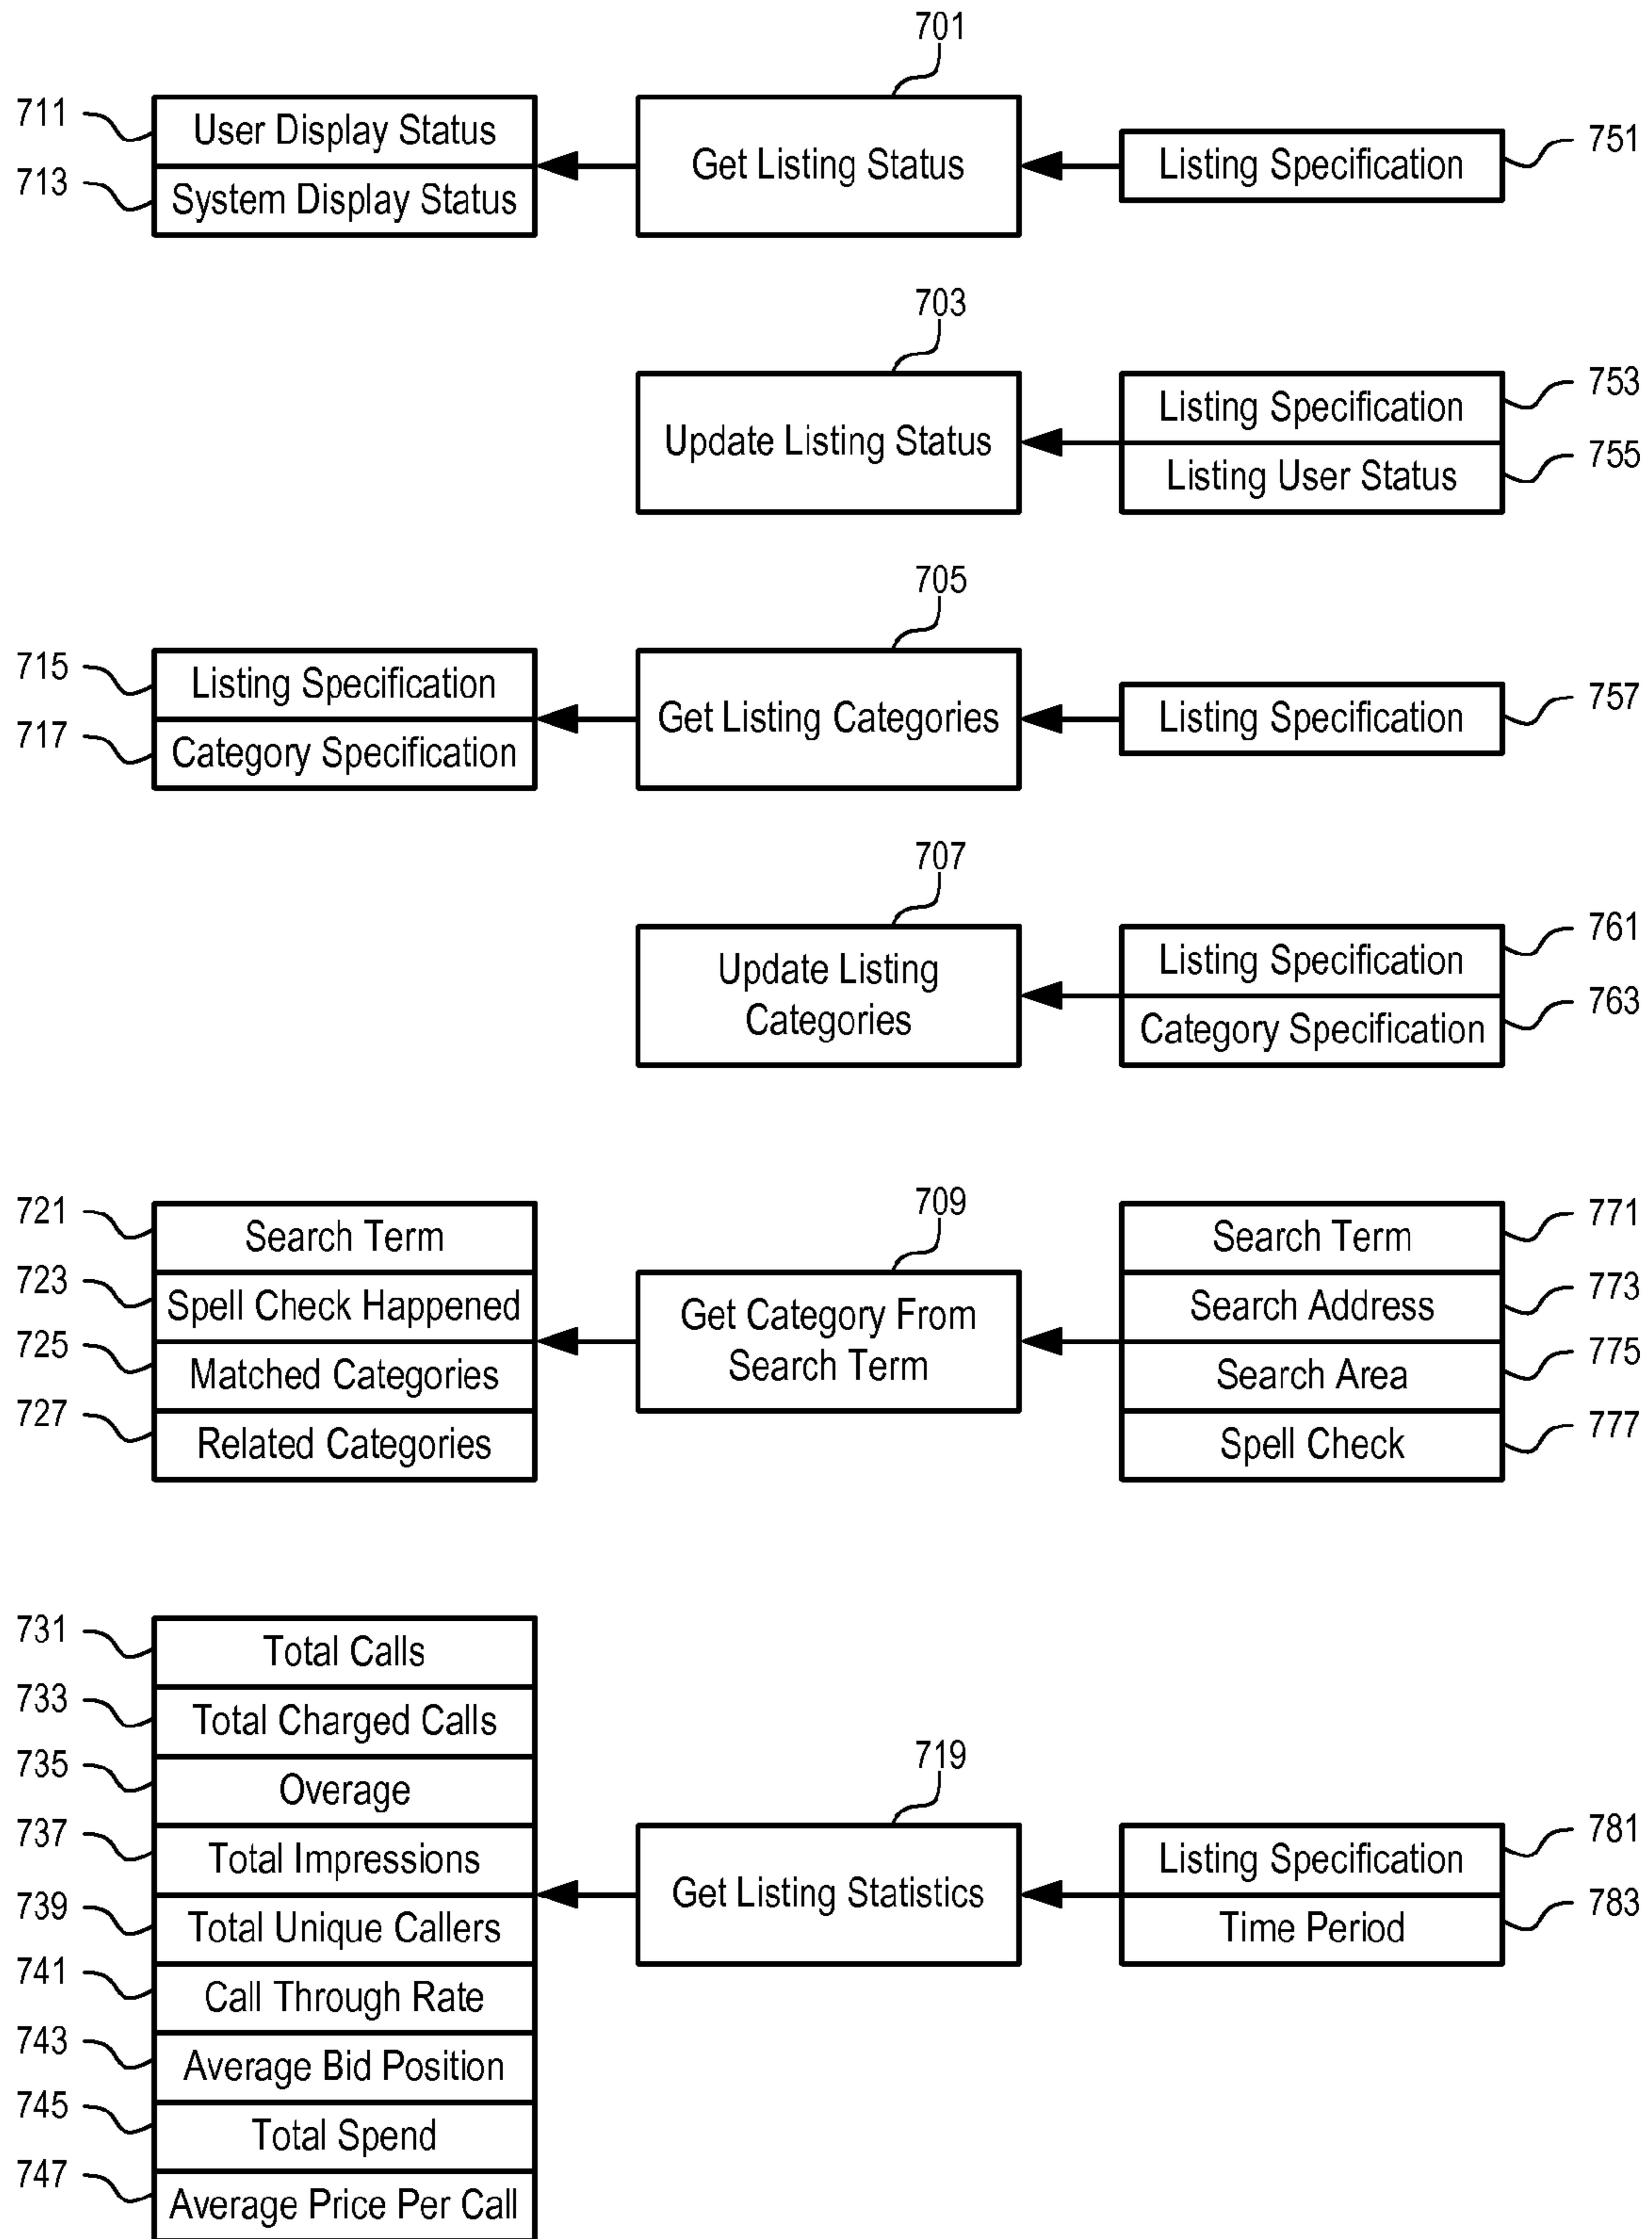 701
711
User Display Status
713
System Display Status
Get Listing Status
Listing Specification
751
703
Update Listing Status
Listing Specification
753
Listing User Status
755
705
715
Listing Specification
717
Category Specification
Get Listing Categories
Listing Specification
757
707
Update Listing
Categories
Listing Specification
761
Category Specification
763
709
721
Search Term
723
Spell Check Happened
725
Matched Categories
727
Related Categories
Get Category From
Search Term
Search Term
771
Search Address
773
Search Area
775
Spell Check
777
731
Total Calls
733
Total Charged Calls
735
Overage
737
Total Impressions
739
Total Unique Callers
741
Call Through Rate
743
Average Bid Position
745
Total Spend
747
Average Price Per Call
719
Get Listing Statistics
Listing Specification
781
Time Period
783